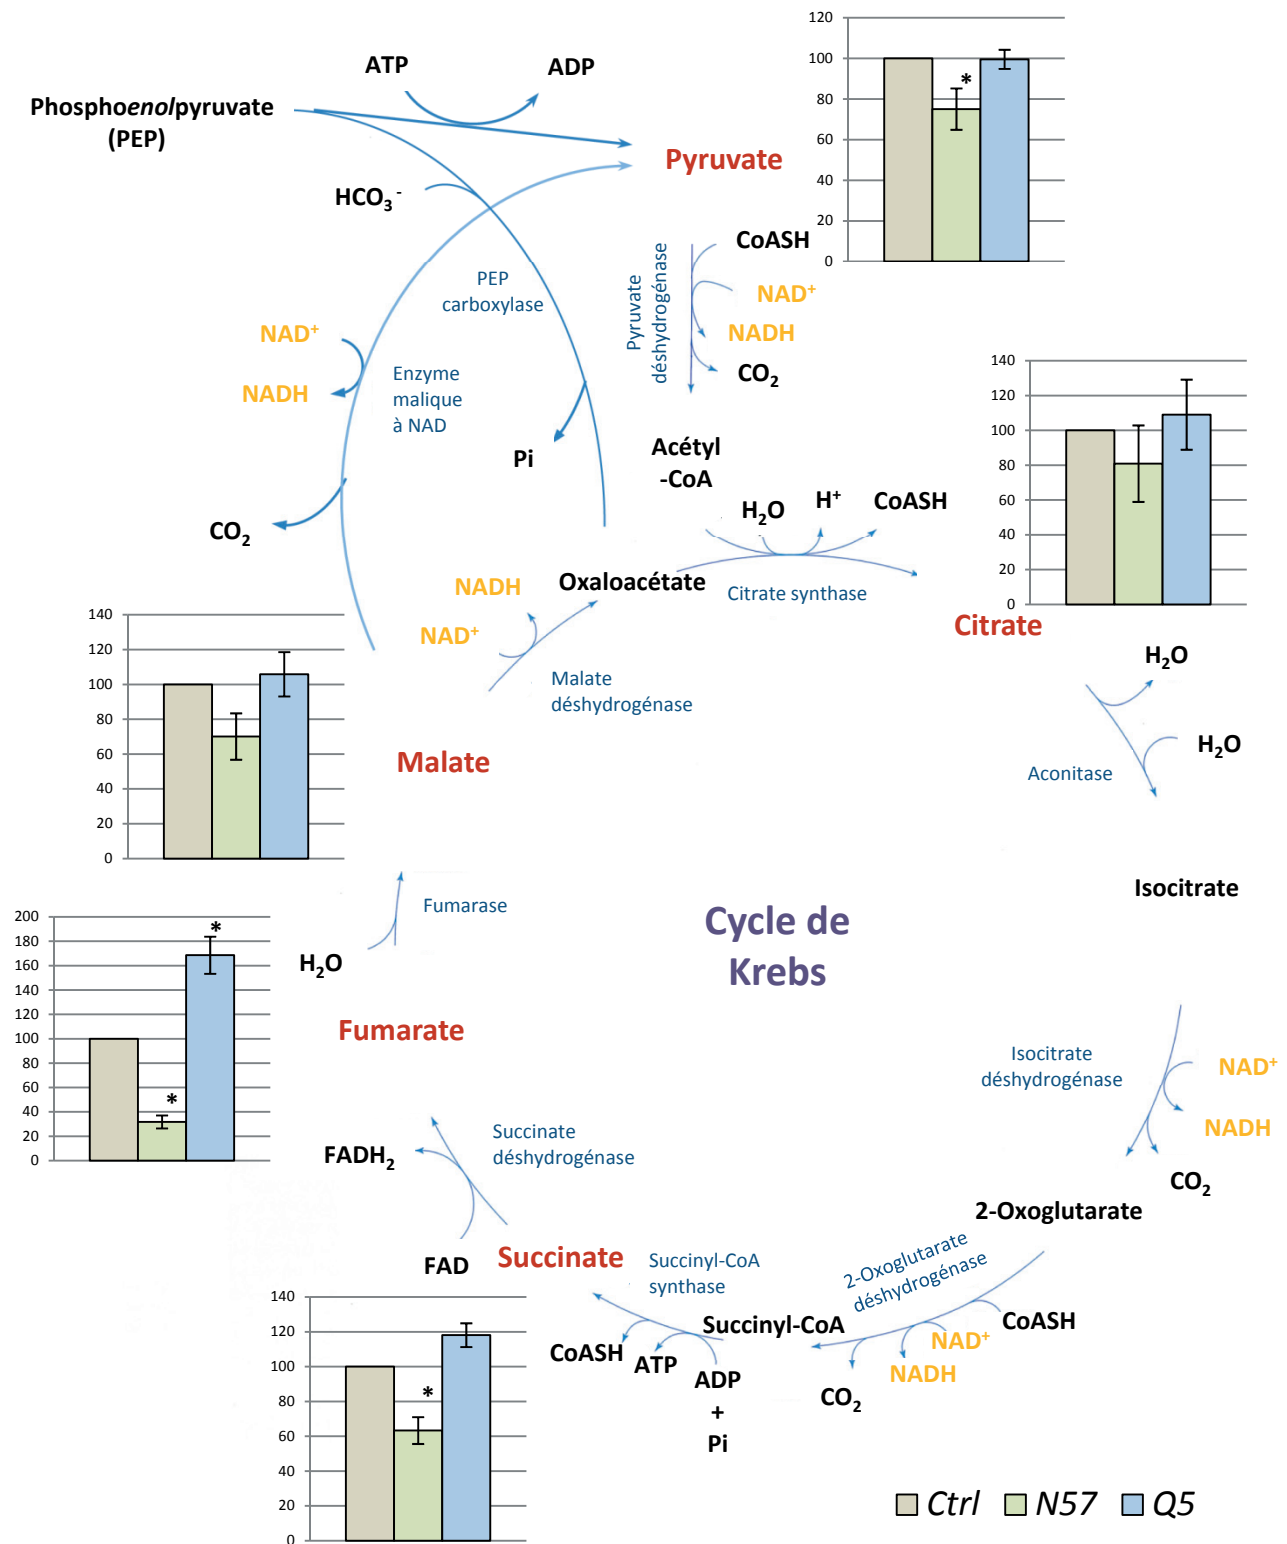 ATP
ADP
Phosphoenolpyruvate
(PEP)
Pyruvate
120
100
80
60
40
20
0
*
HCO₃⁻
CoASH
Pyruvate
déshydrogénase
NAD⁺
NADH
CO₂
PEP
carboxylase
NAD⁺
NADH
Enzyme
malique
à NAD
Pi
CO₂
Acétyl
-CoA
H₂O
H⁺
CoASH
140
120
100
80
60
40
20
0
Oxaloacétate
Citrate synthase
Citrate
NADH
NAD⁺
Malate
déshydrogénase
140
120
100
80
60
40
20
0
Malate
H₂O
H₂O
Aconitase
Isocitrate
Cycle de
Krebs
Fumarase
H₂O
200
180
160
140
120
100
80
60
40
20
0
*
*
Fumarate
Isocitrate
déshydrogénase
NAD⁺
NADH
CO₂
Succinate
déshydrogénase
FADH₂
FAD
2-Oxoglutarate
Succinate
Succinyl-CoA
synthase
2-Oxoglutarate
déshydrogénase
CoASH
NAD⁺
NADH
CO₂
Succinyl-CoA
CoASH
ATP
ADP
+
Pi
140
120
100
80
60
40
20
0
*
Ctrl N57 Q5